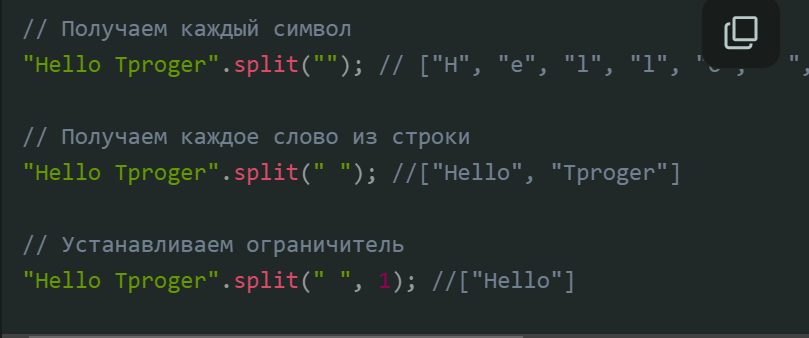 // Получаем каждый символ
"Hello Tproger".split(""); // ["H", "e", "l", "l", "o", " ",
// Получаем каждое слово из строки
"Hello Tproger".split(" "); //["Hello", "Tproger"]
// Устанавливаем ограничитель
"Hello Tproger".split(" ", 1); //["Hello"]